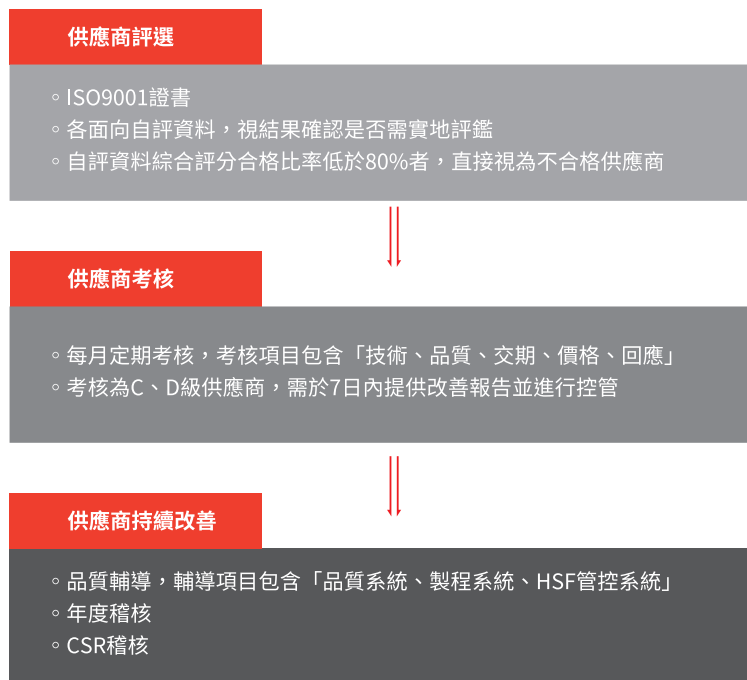 供應商評選
◦ISO9001證書
◦各面向自評資料，視結果確認是否需實地評鑑
◦自評資料綜合評分合格比率低於80%者，直接視為不合格供應商
供應商考核
◦每月定期考核，考核項目包含「技術、品質、交期、價格、回應」
◦考核為C、D級供應商，需於7日內提供改善報告並進行控管
供應商持續改善
◦品質輔導，輔導項目包含「品質系統、製程系統、HSF管控系統」
◦年度稽核
◦CSR稽核